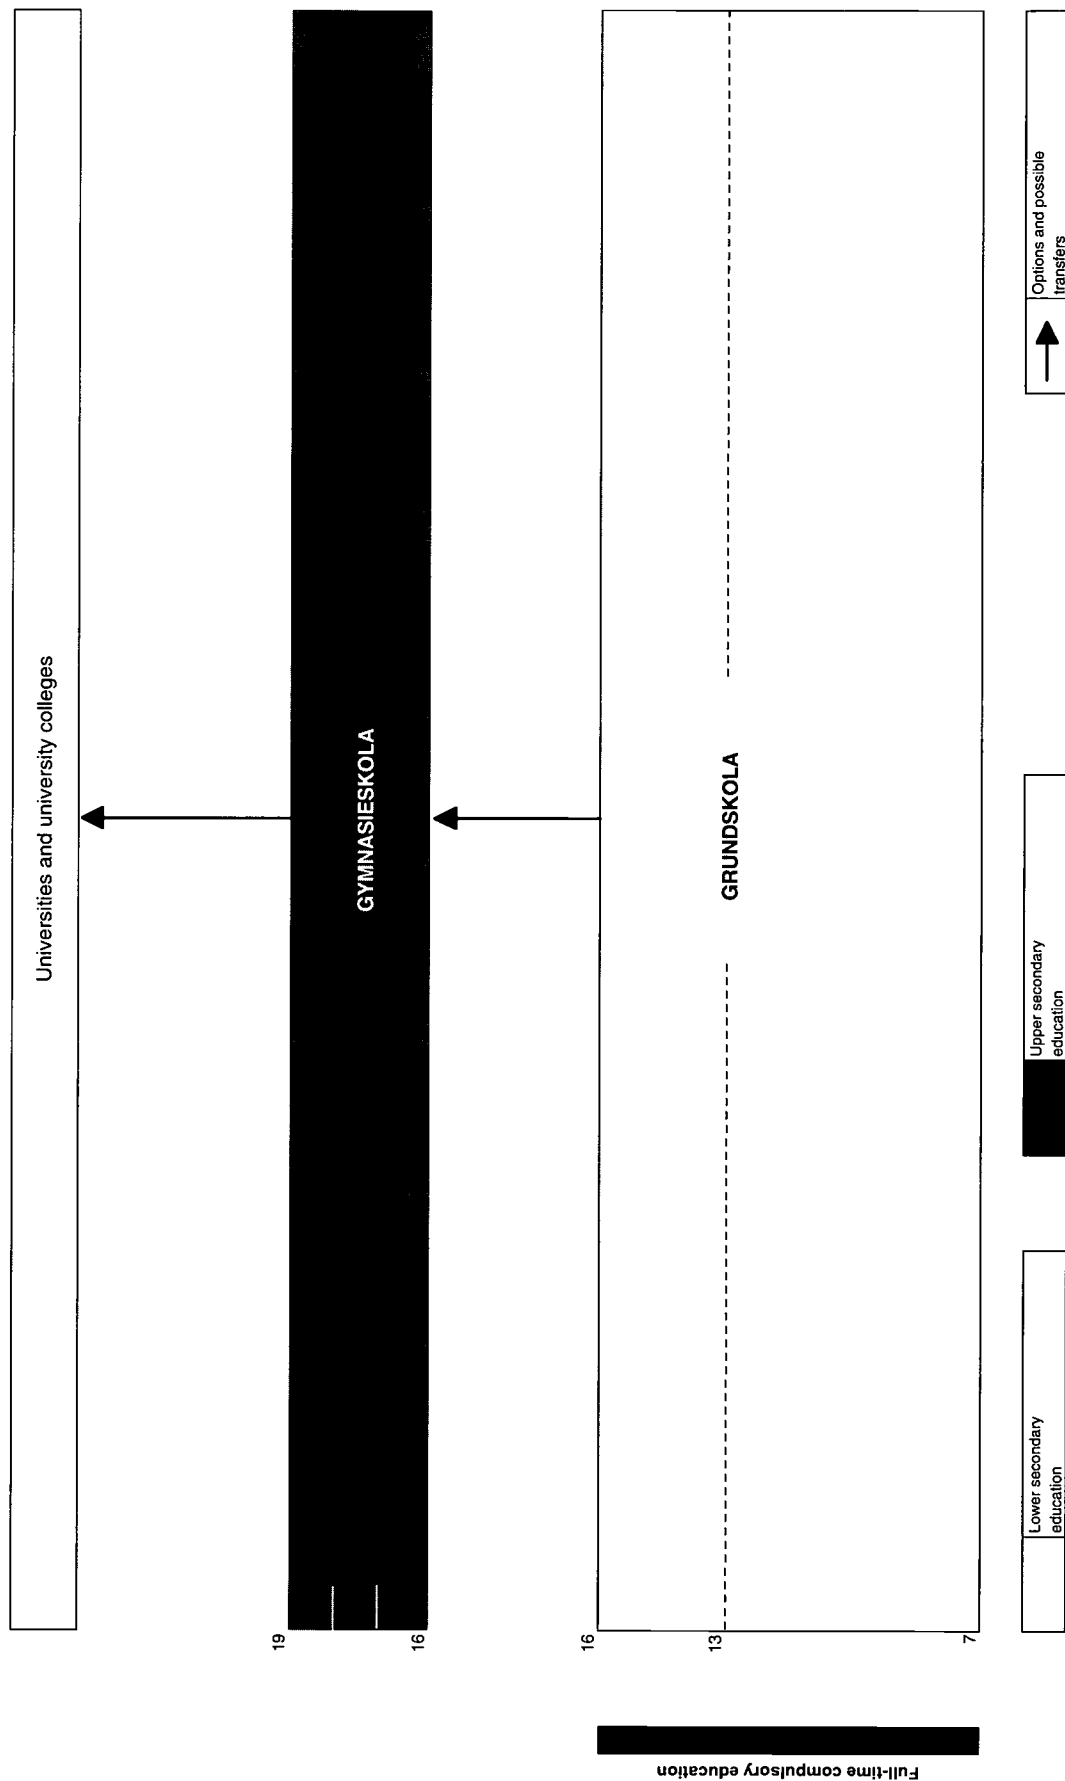 Universities and university colleges
19
GYMNASIESKOLA
16
16
13
GRUNDSKOLA
7
Full-time compulsory education
Lower secondary
education
Upper secondary
education
Options and possible
transfers